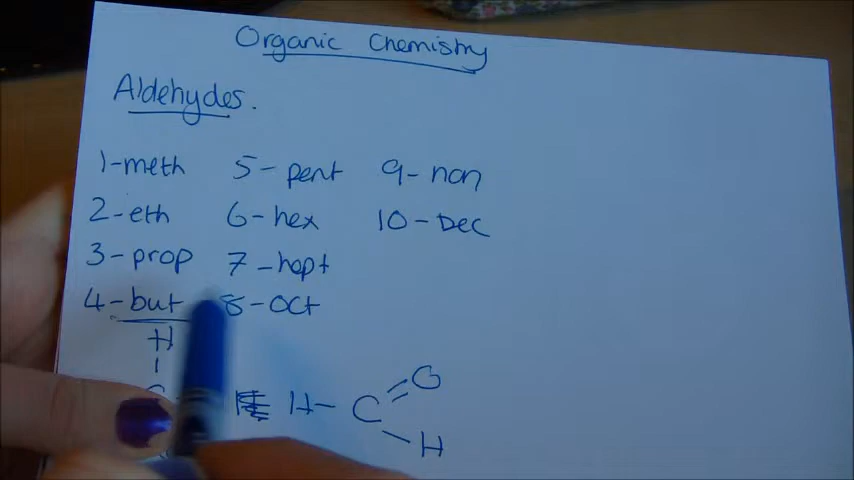 Organic Chemistry
Aldehydes.
1-meth 5-pent 9-non
2-eth 6-hex 10-Dec
3-prop 7-hept
4-but 8-Oct
H
C
H-C=O
H